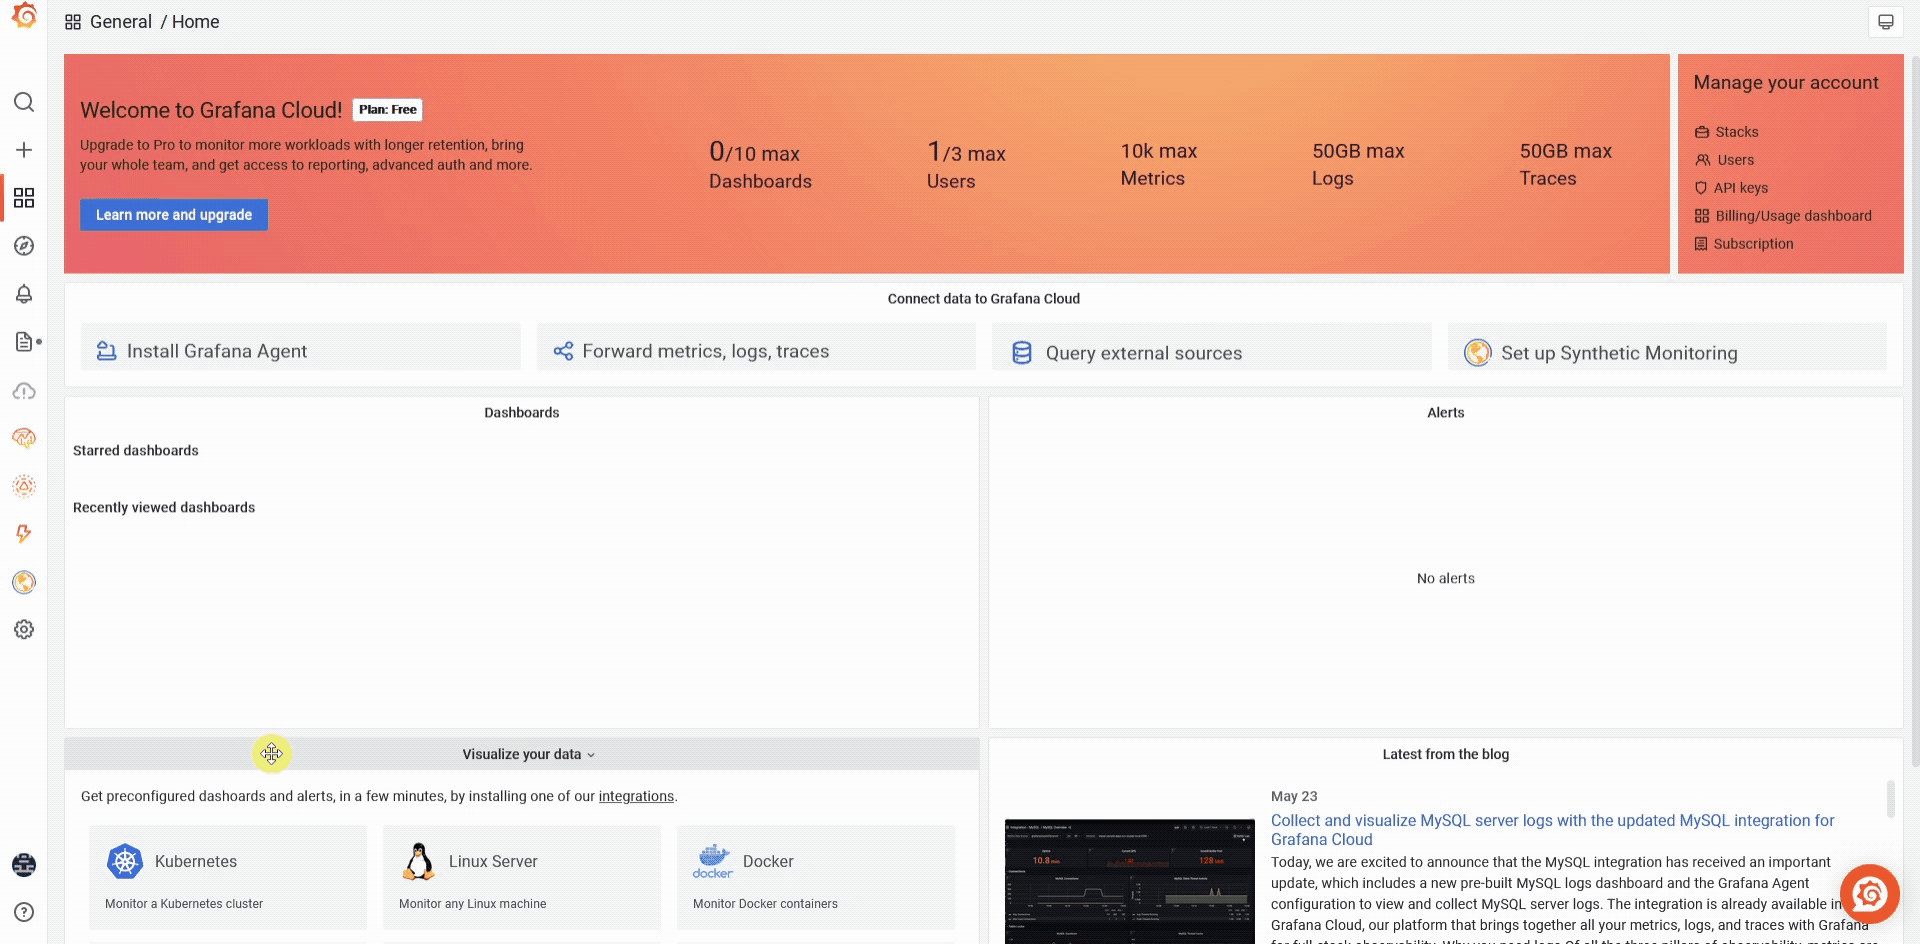 General / Home
Welcome to Grafana Cloud! Plan: Free
Upgrade to Pro to monitor more workloads with longer retention, bring
your whole team, and get access to reporting, advanced auth and more.
Learn more and upgrade
0/10 max
Dashboards
1/3 max
Users
10k max
Metrics
50GB max
Logs
50GB max
Traces
Manage your account
Stacks
Users
API keys
Billing/Usage dashboard
Subscription
Connect data to Grafana Cloud
Install Grafana Agent
Forward metrics, logs, traces
Query external sources
Set up Synthetic Monitoring
Dashboards
Starred dashboards
Recently viewed dashboards
Alerts
No alerts
Visualize your data
Get preconfigured dashoards and alerts, in a few minutes, by installing one of our integrations.
Kubernetes
Monitor a Kubernetes cluster
Linux Server
Monitor any Linux machine
docker
Docker
Monitor Docker containers
Latest from the blog
May 23
Collect and visualize MySQL server logs with the updated MySQL integration for
Grafana Cloud
Today, we are excited to announce that the MySQL integration has received an important
update, which includes a new pre-built MySQL logs dashboard and the Grafana Agent
configuration to view and collect MySQL server logs. The integration is already available in
Grafana Cloud, our platform that brings together all your metrics, logs, and traces with Grafana